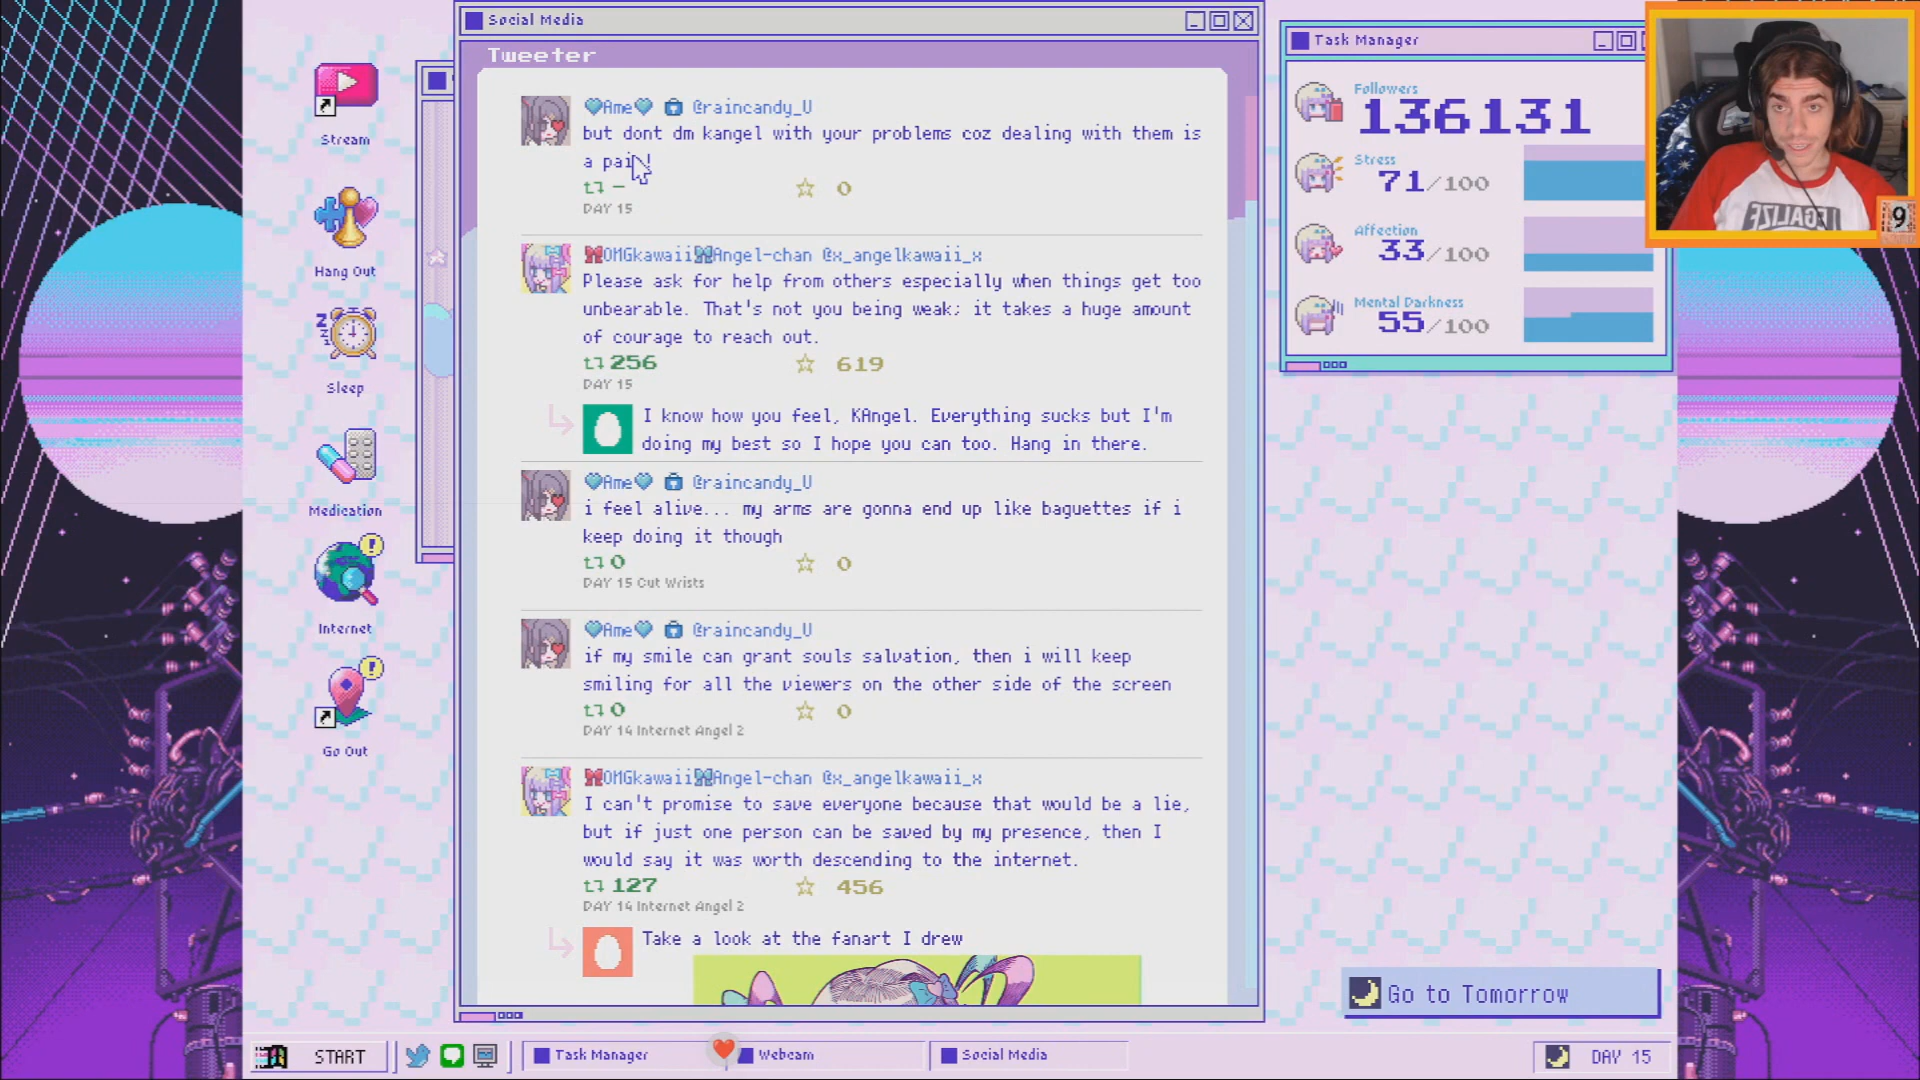 Social Media
Tweeter
Ame @raincandy_U
but dont dm kangel with your problems coz dealing with them is
a pain!
-
0
DAY 15
OMGkawaii Angel-chan @x_angelkawaii_x
Please ask for help from others especially when things get too
unbearable. That's not you being weak; it takes a huge amount
of courage to reach out.
256
619
DAY 15
I know how you feel, KAngel. Everything sucks but I'm
doing my best so I hope you can too. Hang in there.
Ame @raincandy_U
i feel alive... my arms are gonna end up like baguettes if i
keep doing it though
0
0
DAY 15 Cut Wrists
Ame @raincandy_U
if my smile can grant souls salvation, then i will keep
smiling for all the viewers on the other side of the screen
0
0
DAY 14 Internet Angel 2
OMGkawaii Angel-chan @x_angelkawaii_x
I can't promise to save everyone because that would be a lie,
but if just one person can be saved by my presence, then I
would say it was worth descending to the internet.
127
456
DAY 14 Internet Angel 2
Take a look at the fanart I drew
Stream
Hang Out
Sleep
Medication
Internet
Go Out
Task Manager
Followers
136131
Stress
71/100
Affection
33/100
Mental Darkness
55/100
LEGALIZE
9
Go to Tomorrow
START
Task Manager
Webcam
Social Media
DAY 15